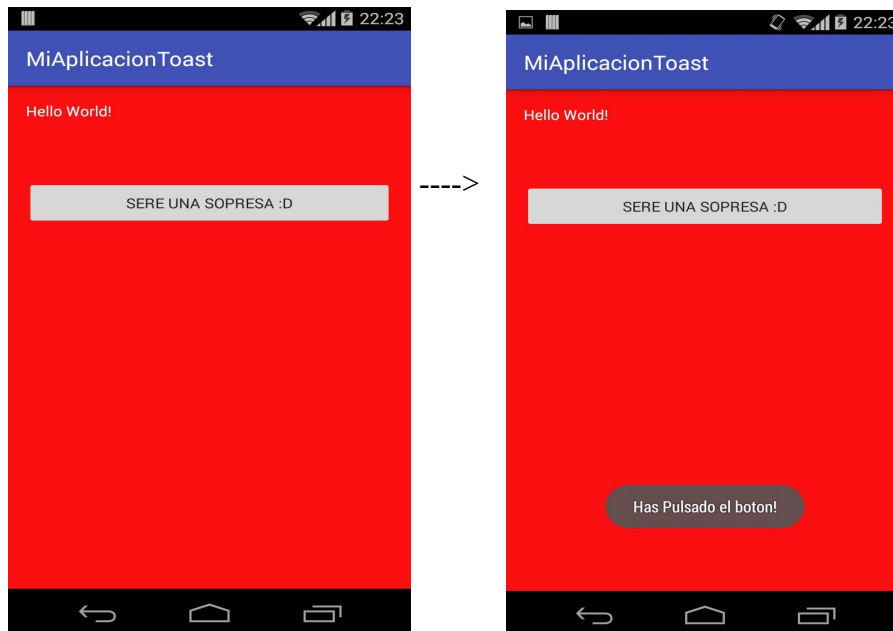 22:23
MiAplicacionToast
Hello World!
SERE UNA SOPRESA :D
---->
22:23
MiAplicacionToast
Hello World!
SERE UNA SOPRESA :D
Has Pulsado el boton!